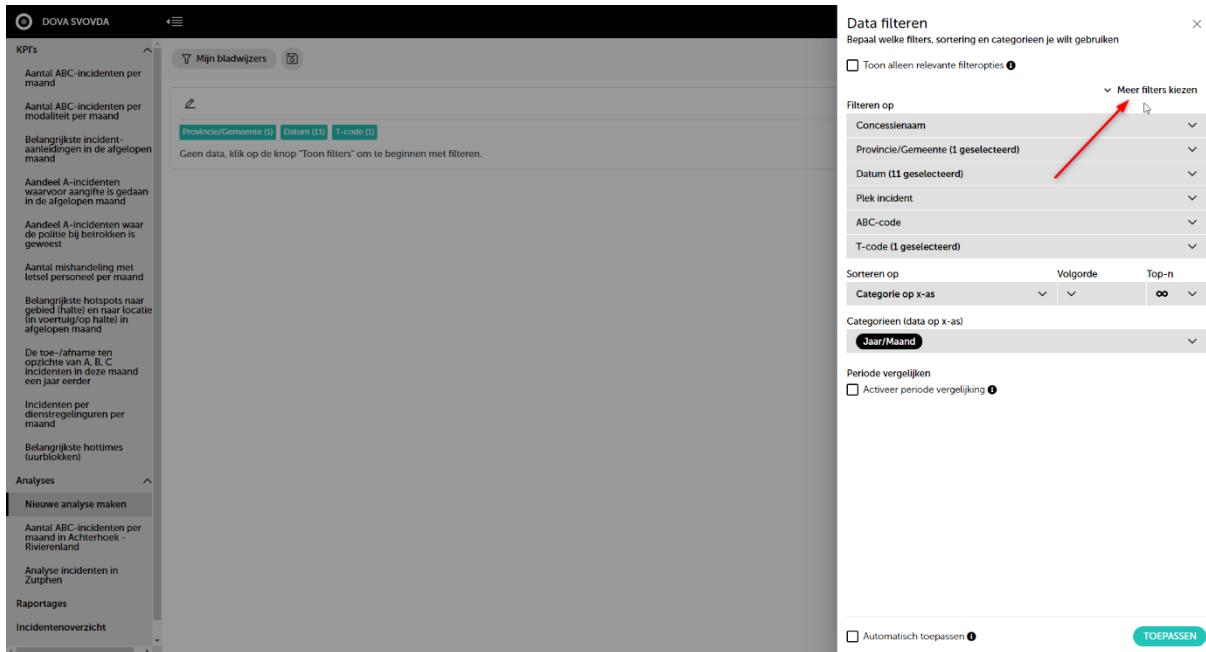 DOVA SVOVDA
KPI's
Aantal ABC-incidenten per
maand
Aantal ABC-incidenten per
modaliteit per maand
Belangrijkste incident-
aanleidingen in de afgelopen
maand
Aandeel A-incidenten
waarvoor aangifte is gedaan
in de afgelopen maand
Aandeel A-incidenten waar
de politie bij betrokken is
geweest
Aantal mishandeling met
letsel personeel per maand
Belangrijkste hotspots naar
gebied (halte) en naar locatie
(in voertuig/op halte) in
afgelopen maand
De toe-/afname ten
opzichte van A, B, C
incidenten in deze maand
een jaar eerder
Incidenten per
dienstregelinguren per
maand
Belangrijkste hottimes
(uurblokken)
Analyses
Nieuwe analyse maken
Aantal ABC-incidenten per
maand in Achterhoek -
Rivierenland
Analyse incidenten in
Zutphen
Raportages
Incidentenoverzicht
Mijn bladwijzers
Provincie/Gemeente (1) Datum (11) T-code (1)
Geen data, klik op de knop "Toon filters" om te beginnen met filteren.
Data filteren
Bepaal welke filters, sortering en categorieen je wilt gebruiken
Toon alleen relevante filteropties
Meer filters kiezen
Filteren op
Concessienaam
Provincie/Gemeente (1 geselecteerd)
Datum (11 geselecteerd)
Plek incident
ABC-code
T-code (1 geselecteerd)
Sorteren op Volgorde Top-n
Categorie op x-as ∞
Categorieen (data op x-as)
Jaar/Maand
Periode vergelijken
Activeer periode vergelijking
Automatisch toepassen
TOEPASSEN